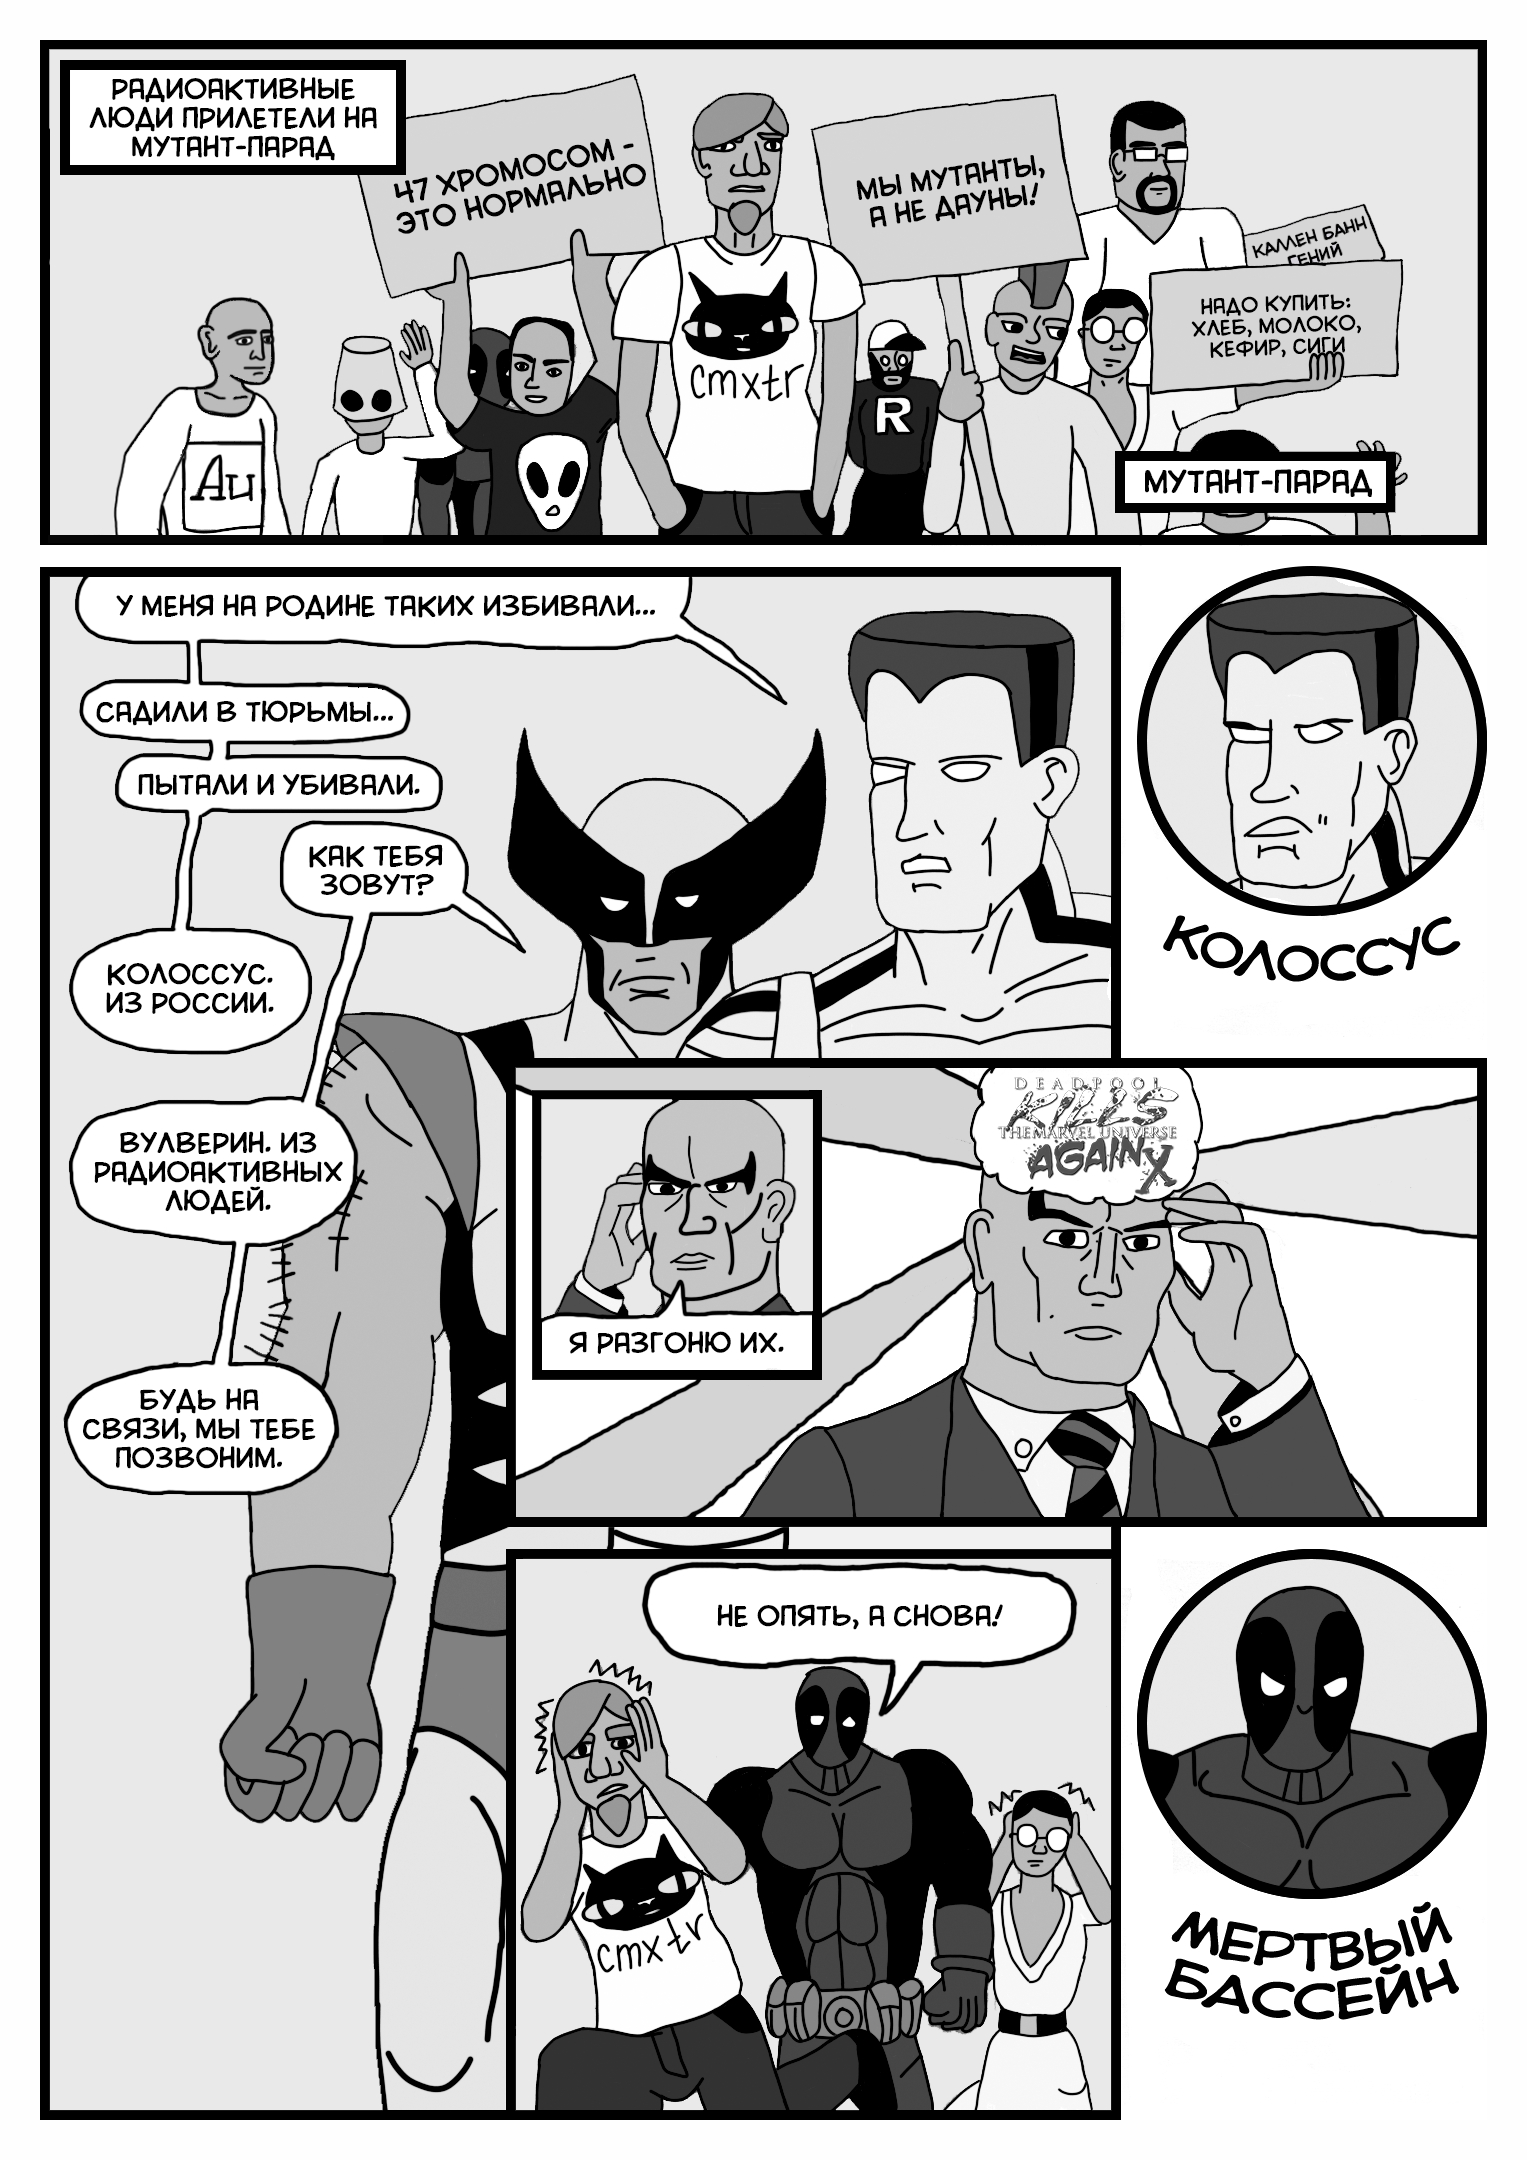 РАДИОАКТИВНЫЕ
ЛЮДИ ПРИЛЕТЕЛИ НА
МУТАНТ-ПАРАД
47 ХРОМОСОМ -
ЭТО НОРМАЛЬНО
МЫ МУТАНТЫ,
А НЕ ДАУНЫ!
КАЛЛЕН БАНН
ГЕНИЙ
НАДО КУПИТЬ:
ХЛЕБ, МОЛОКО,
КЕФИР, СИГИ
Au
cmxtr
R
МУТАНТ-ПАРАД
У МЕНЯ НА РОДИНЕ ТАКИХ ИЗБИВАЛИ...
САДИЛИ В ТЮРЬМЫ...
ПЫТАЛИ И УБИВАЛИ.
КАК ТЕБЯ
ЗОВУТ?
КОЛОССУС.
ИЗ РОССИИ.
ВУЛВЕРИН. ИЗ
РАДИОАКТИВНЫХ
ЛЮДЕЙ.
БУДЬ НА
СВЯЗИ, МЫ ТЕБЕ
ПОЗВОНИМ.
КОЛОССУС
Я РАЗГОНЮ ИХ.
DEADPOOL
KILLS
THE MARVEL UNIVERSE
AGAIN
X
НЕ ОПЯТЬ, А СНОВА!
cmxtr
МЕРТВЫЙ
БАССЕЙН